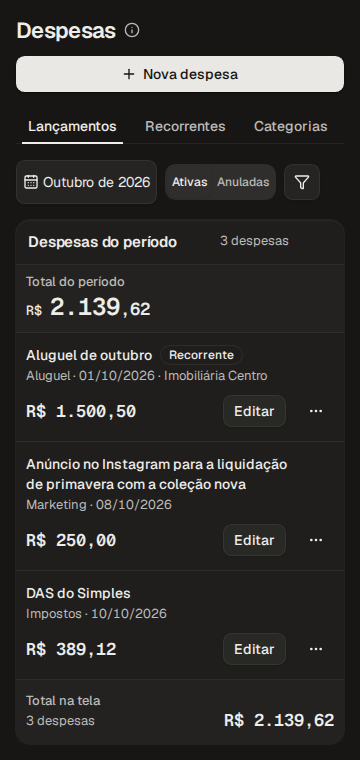 Despesas
Nova despesa
Lançamentos Recorrentes Categorias
Outubro de 2026 Ativas Anuladas
Despesas do período 3 despesas
Total do período
R$ 2.139,62
Aluguel de outubro Recorrente
Aluguel · 01/10/2026 · Imobiliária Centro
R$ 1.500,50 Editar
Anúncio no Instagram para a liquidação
de primavera com a coleção nova
Marketing · 08/10/2026
R$ 250,00 Editar
DAS do Simples
Impostos · 10/10/2026
R$ 389,12 Editar
Total na tela
3 despesas R$ 2.139,62